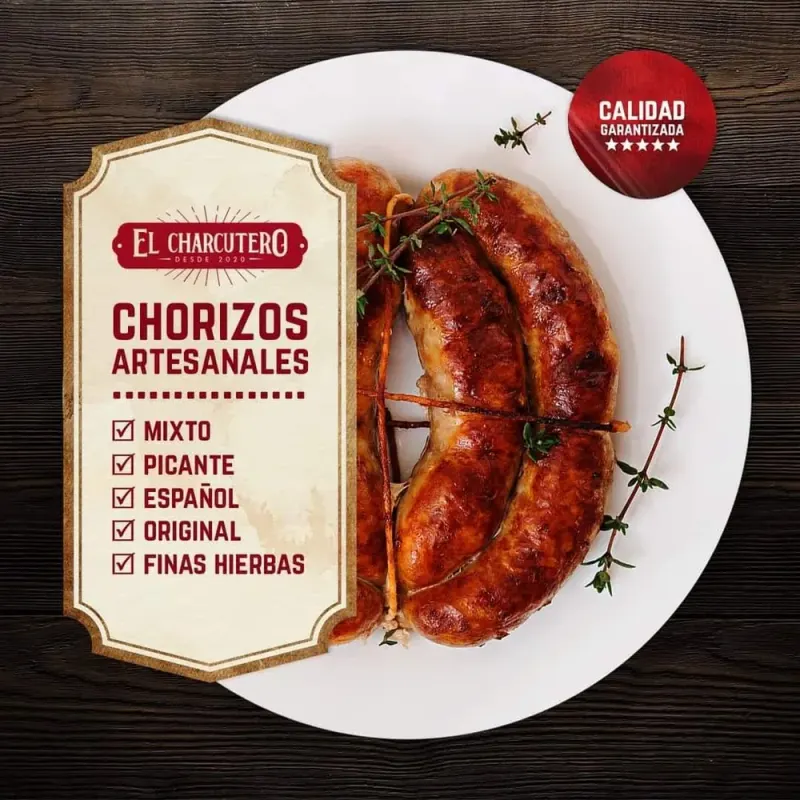 EL CHARCUTERO
DESDE 2020
CHORIZOS
ARTESANALES
MIXTO
PICANTE
ESPAÑOL
ORIGINAL
FINAS HIERBAS
CALIDAD
GARANTIZADA